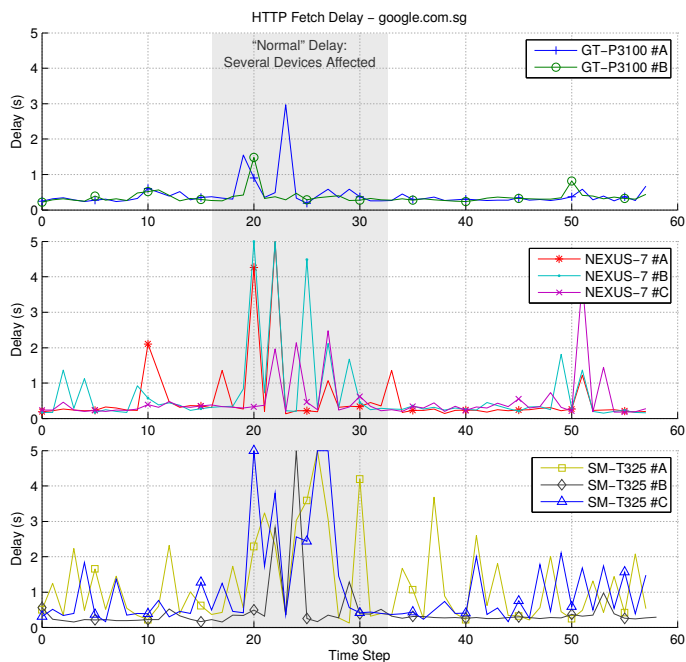 HTTP Fetch Delay – google.com.sg
“Normal” Delay:
Several Devices Affected
GT−P3100 #A
GT−P3100 #B
Delay (s)
5
4
3
2
1
0
0 10 20 30 40 50 60
NEXUS−7 #A
NEXUS−7 #B
NEXUS−7 #C
Delay (s)
5
4
3
2
1
0
0 10 20 30 40 50 60
SM−T325 #A
SM−T325 #B
SM−T325 #C
Delay (s)
5
4
3
2
1
0
0 10 20 30 40 50 60
Time Step